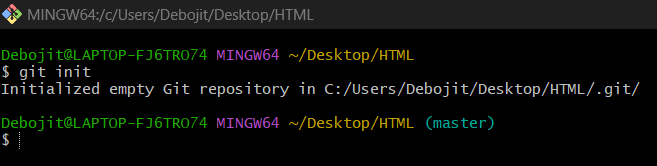 MINGW64:/c/Users/Debojit/Desktop/HTML
Debojit@LAPTOP-FJ6TRO74 MINGW64 ~/Desktop/HTML
$ git init
Initialized empty Git repository in C:/Users/Debojit/Desktop/HTML/.git/
Debojit@LAPTOP-FJ6TRO74 MINGW64 ~/Desktop/HTML (master)
$